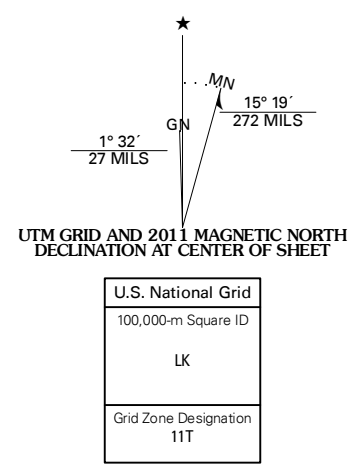 ★
MN
GN
15° 19´
272 MILS
1° 32´
27 MILS
UTM GRID AND 2011 MAGNETIC NORTH
DECLINATION AT CENTER OF SHEET
U.S. National Grid
100,000-m Square ID
LK
Grid Zone Designation
11T